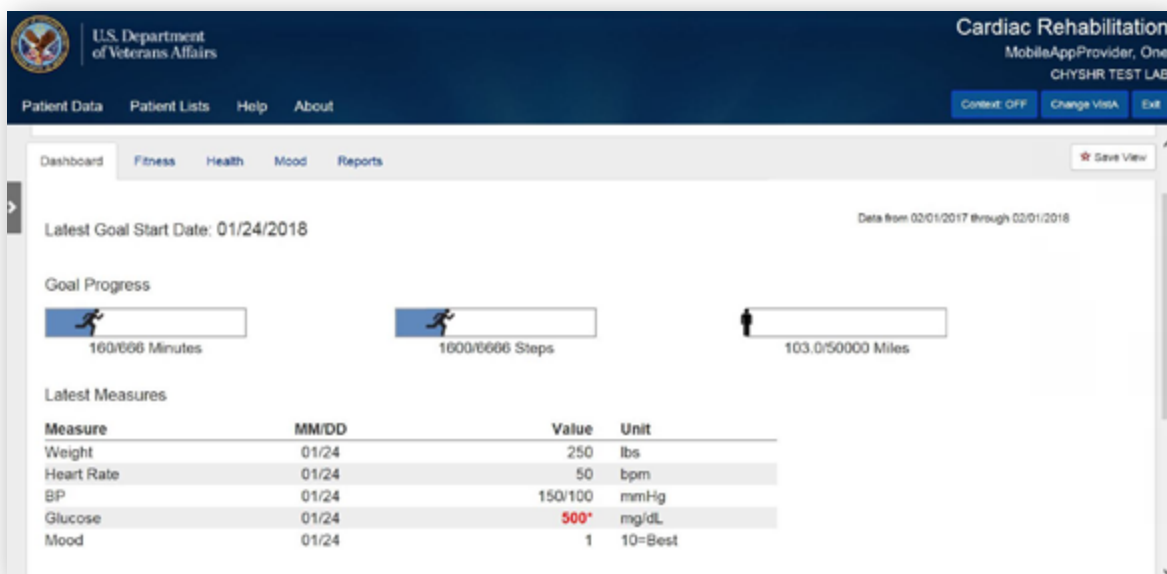 U.S. Department
of Veterans Affairs
Cardiac Rehabilitation
MobileAppProvider, One
CHYSHR TEST LAB
Patient Data Patient Lists Help About
Context: OFF Change VistA Exit
Dashboard Fitness Health Mood Reports
Save View
Data from 02/01/2017 through 02/01/2018
Latest Goal Start Date: 01/24/2018
Goal Progress
160/666 Minutes 1600/6666 Steps 103.0/50000 Miles
Latest Measures
Measure MM/DD Value Unit
Weight 01/24 250 lbs
Heart Rate 01/24 50 bpm
BP 01/24 150/100 mmHg
Glucose 01/24 500* mg/dL
Mood 01/24 1 10=Best